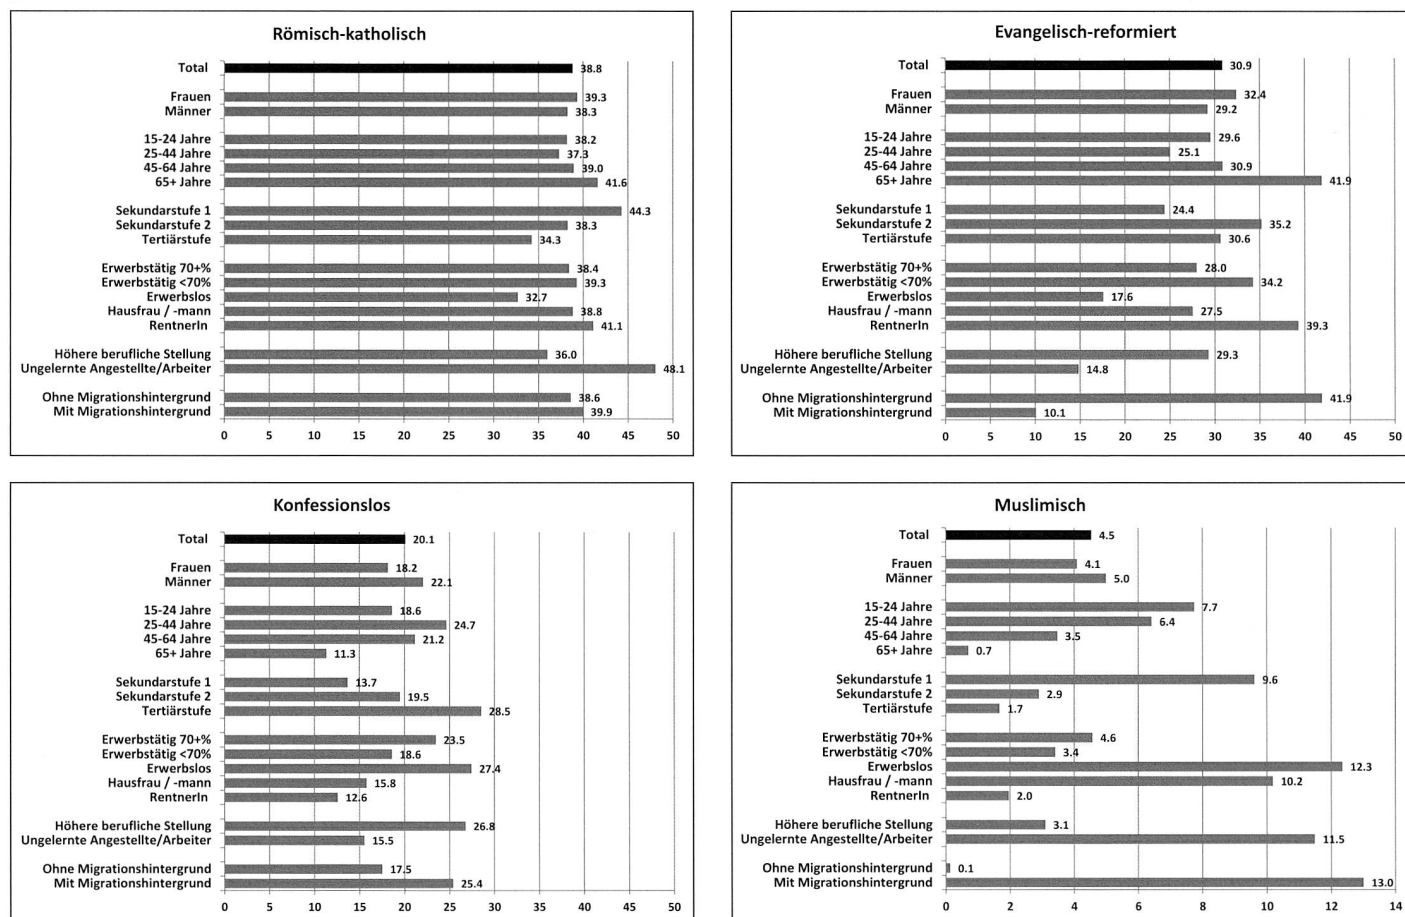 Römisch-katholisch
Total 38.8
Frauen 39.3
Männer 38.3
15-24 Jahre 38.2
25-44 Jahre 37.3
45-64 Jahre 39.0
65+ Jahre 41.6
Sekundarstufe 1 44.3
Sekundarstufe 2 38.3
Tertiärstufe 34.3
Erwerbstätig 70+% 38.4
Erwerbstätig <70% 39.3
Erwerbslos 32.7
Hausfrau / -mann 38.8
RentnerIn 41.1
Höhere berufliche Stellung 36.0
Ungelernte Angestellte/Arbeiter 48.1
Ohne Migrationshintergrund 38.6
Mit Migrationshintergrund 39.9
0 5 10 15 20 25 30 35 40 45 50
Evangelisch-reformiert
Total 30.9
Frauen 32.4
Männer 29.2
15-24 Jahre 29.6
25-44 Jahre 25.1
45-64 Jahre 30.9
65+ Jahre 41.9
Sekundarstufe 1 24.4
Sekundarstufe 2 35.2
Tertiärstufe 30.6
Erwerbstätig 70+% 28.0
Erwerbstätig <70% 34.2
Erwerbslos 17.6
Hausfrau / -mann 27.5
RentnerIn 39.3
Höhere berufliche Stellung 29.3
Ungelernte Angestellte/Arbeiter 14.8
Ohne Migrationshintergrund 41.9
Mit Migrationshintergrund 10.1
0 5 10 15 20 25 30 35 40 45 50
Konfessionslos
Total 20.1
Frauen 18.2
Männer 22.1
15-24 Jahre 18.6
25-44 Jahre 24.7
45-64 Jahre 21.2
65+ Jahre 11.3
Sekundarstufe 1 13.7
Sekundarstufe 2 19.5
Tertiärstufe 28.5
Erwerbstätig 70+% 23.5
Erwerbstätig <70% 18.6
Erwerbslos 27.4
Hausfrau / -mann 15.8
RentnerIn 12.6
Höhere berufliche Stellung 26.8
Ungelernte Angestellte/Arbeiter 15.5
Ohne Migrationshintergrund 17.5
Mit Migrationshintergrund 25.4
0 5 10 15 20 25 30 35 40 45 50
Muslimisch
Total 4.5
Frauen 4.1
Männer 5.0
15-24 Jahre 7.7
25-44 Jahre 6.4
45-64 Jahre 3.5
65+ Jahre 0.7
Sekundarstufe 1 9.6
Sekundarstufe 2 2.9
Tertiärstufe 1.7
Erwerbstätig 70+% 4.6
Erwerbstätig <70% 3.4
Erwerbslos 12.3
Hausfrau / -mann 10.2
RentnerIn 2.0
Höhere berufliche Stellung 3.1
Ungelernte Angestellte/Arbeiter 11.5
Ohne Migrationshintergrund 0.1
Mit Migrationshintergrund 13.0
0 2 4 6 8 10 12 14